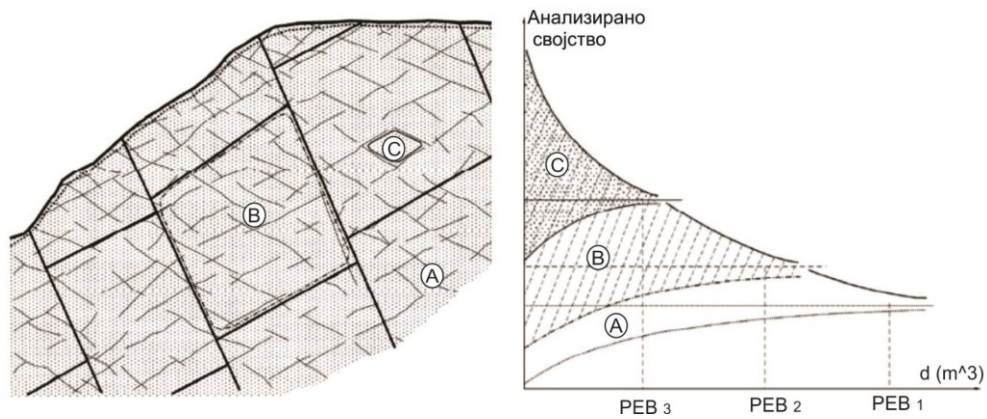 Анализирано
својство
C
B
A
C
B
A
d (m^3)
РЕВ 3
РЕВ 2
РЕВ 1